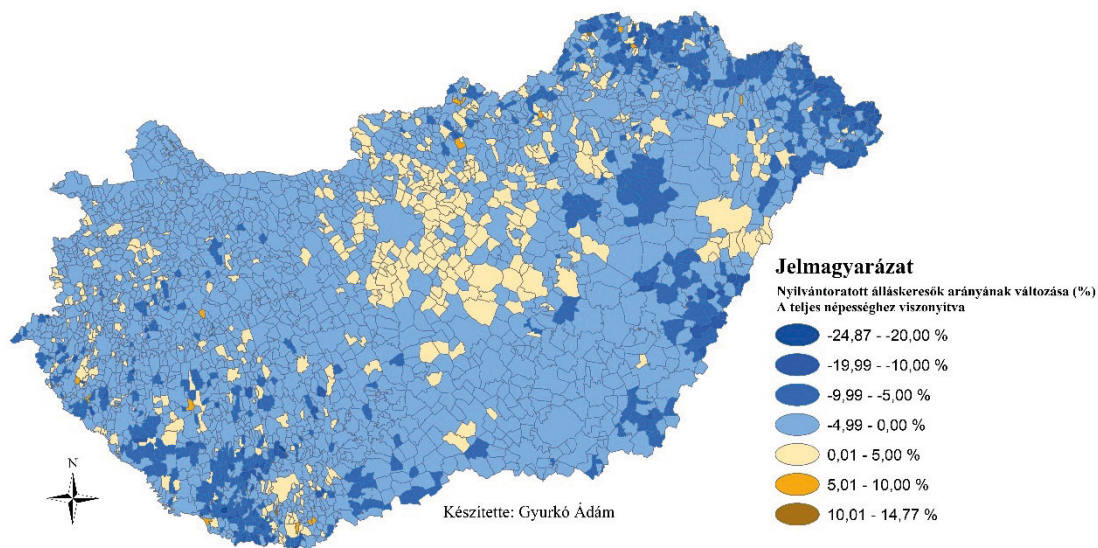 N
Készítette: Gyurkó Ádám
Jelmagyarázat
Nyilvántoratott álláskeresők arányának változása (%)
A teljes népességhez viszonyítva
-24,87 - -20,00 %
-19,99 - -10,00 %
-9,99 - -5,00 %
-4,99 - 0,00 %
0,01 - 5,00 %
5,01 - 10,00 %
10,01 - 14,77 %